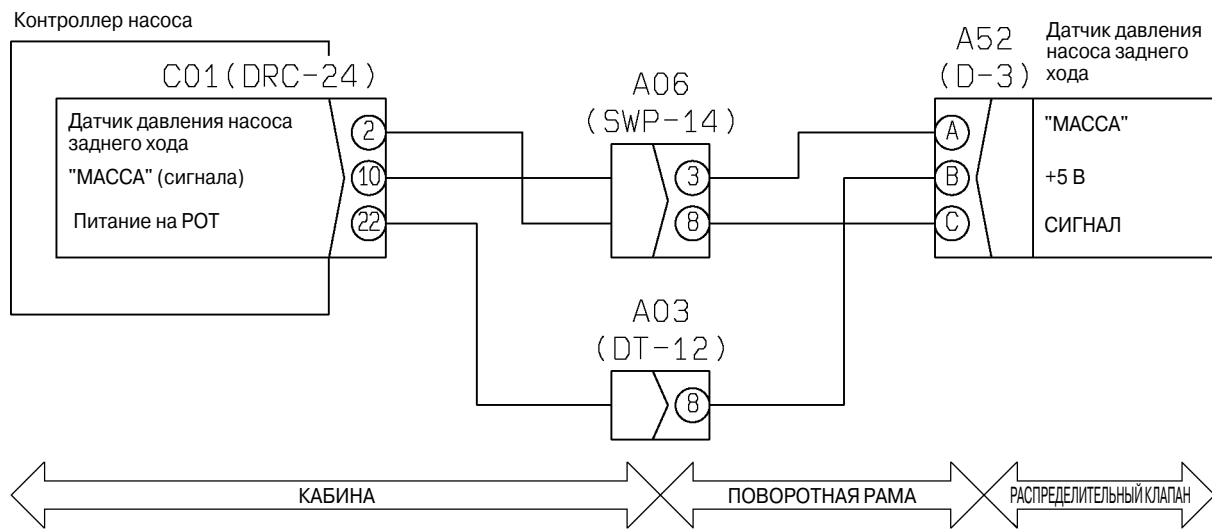 Контроллер насоса
C01(DRC-24)
Датчик давления насоса
заднего хода
"МАССА" (сигнала)
Питание на РОТ
2
10
22
A06
(SWP-14)
3
8
A03
(DT-12)
8
A52
(D-3)
Датчик давления
насоса заднего
хода
A
B
C
"МАССА"
+5 В
СИГНАЛ
КАБИНА
ПОВОРОТНАЯ РАМА
РАСПРЕДЕЛИТЕЛЬНЫЙ КЛАПАН